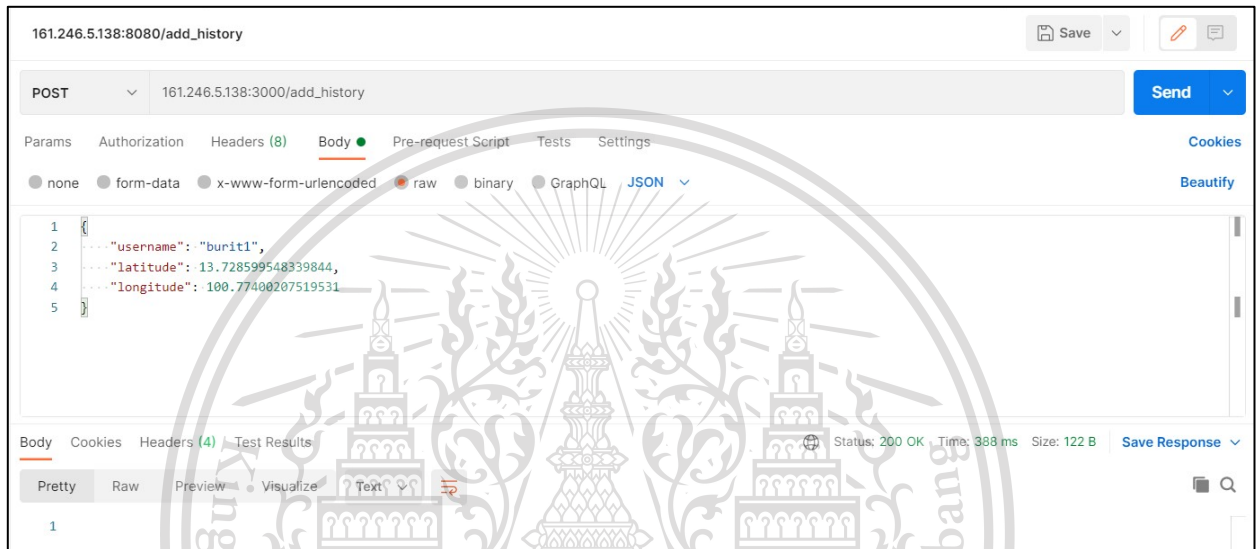 161.246.5.138:8080/add_history Save
POST 161.246.5.138:3000/add_history Send
Params Authorization Headers (8) Body Pre-request Script Tests Settings Cookies
none form-data x-www-form-urlencoded raw binary GraphQL JSON Beautify
1 {
2 "username": "burit1",
3 "latitude": 13.728599548339844,
4 "longitude": 100.77400207519531
5 }
Body Cookies Headers (4) Test Results Status: 200 OK Time: 388 ms Size: 122 B Save Response
Pretty Raw Preview Visualize Text
1